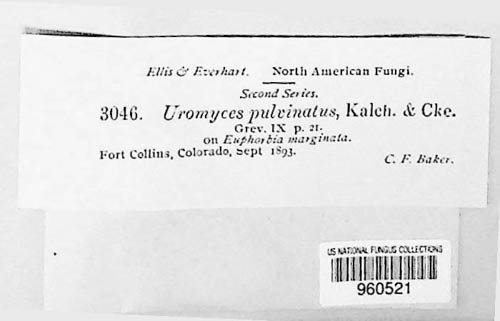 Ellis & Everhart. North American Fungi.
Second Series.
3046. Uromyces pulvinatus, Kalch. & Cke.
Grev. IX p. 21.
on Euphorbia marginata.
Fort Collins, Colorado, Sept 1893.
C. F. Baker.
US NATIONAL FUNGUS COLLECTIONS
960521